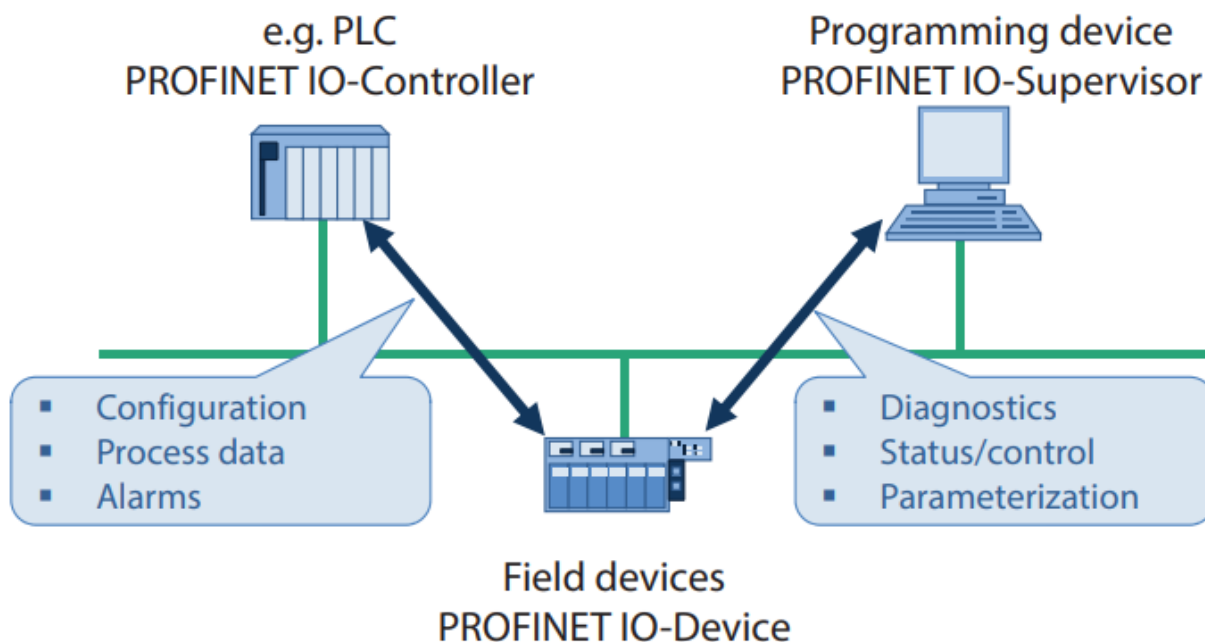 e.g. PLC
PROFINET IO-Controller
Programming device
PROFINET IO-Supervisor
▪ Configuration
▪ Process data
▪ Alarms
▪ Diagnostics
▪ Status/control
▪ Parameterization
Field devices
PROFINET IO-Device